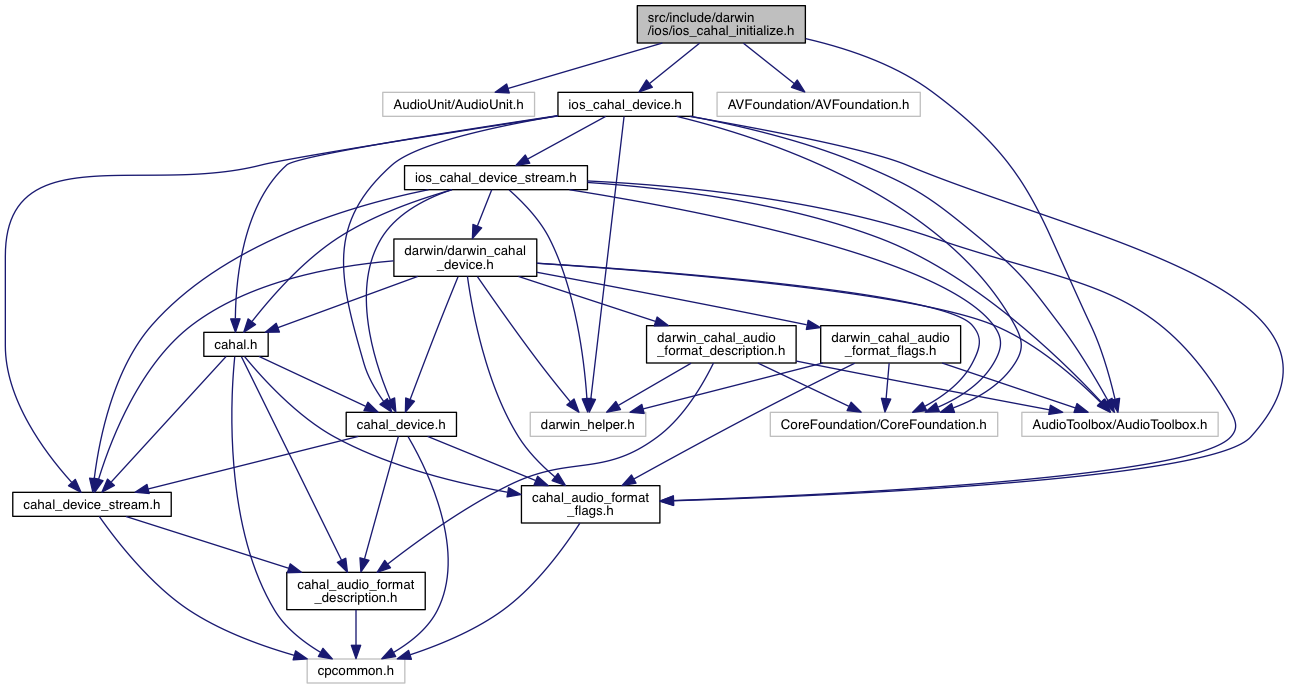 src/include/darwin
/ios/ios_cahal_initialize.h
AudioUnit/AudioUnit.h
ios_cahal_device.h
AVFoundation/AVFoundation.h
ios_cahal_device_stream.h
darwin/darwin_cahal
_device.h
cahal.h
darwin_cahal_audio
_format_description.h
darwin_cahal_audio
_format_flags.h
cahal_device.h
darwin_helper.h
CoreFoundation/CoreFoundation.h
AudioToolbox/AudioToolbox.h
cahal_device_stream.h
cahal_audio_format
_flags.h
cahal_audio_format
_description.h
cpcommon.h